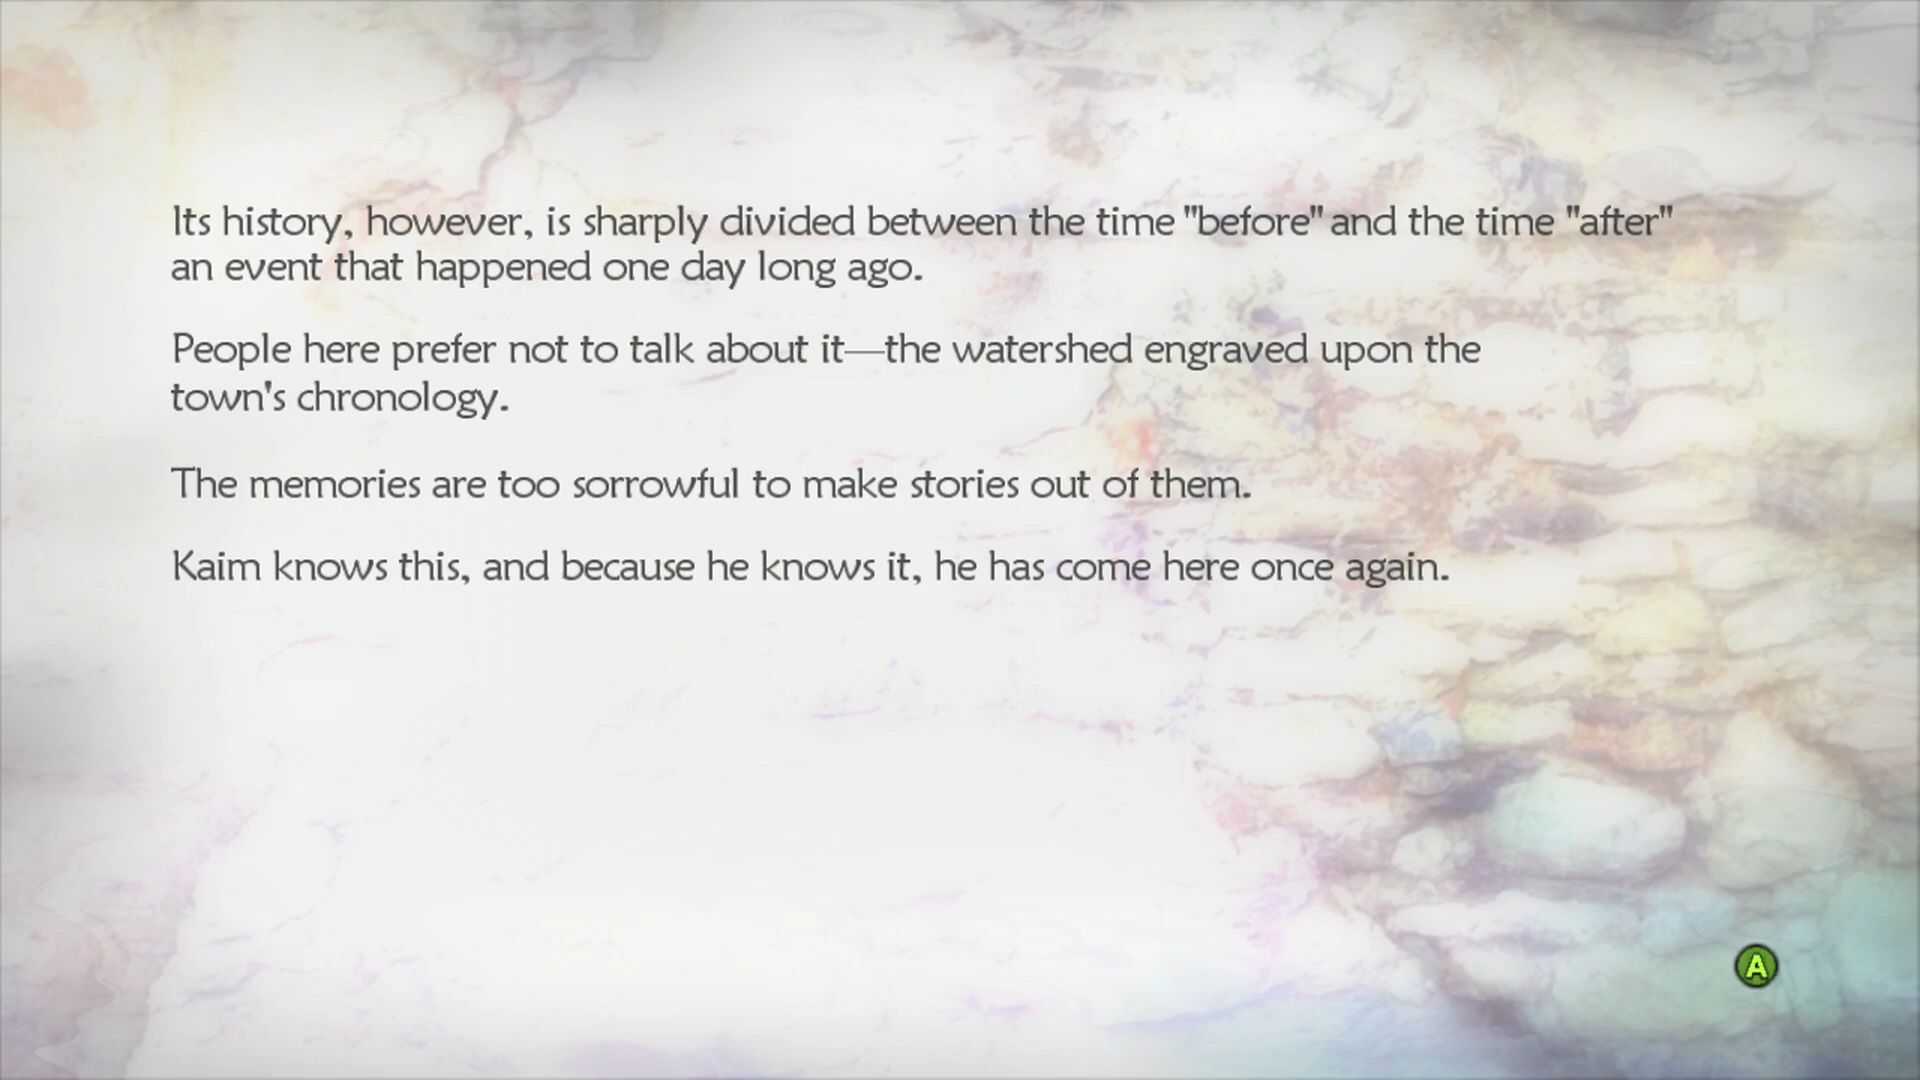 Its history, however, is sharply divided between the time "before" and the time "after"
an event that happened one day long ago.
People here prefer not to talk about it—the watershed engraved upon the
town's chronology.
The memories are too sorrowful to make stories out of them.
Kaim knows this, and because he knows it, he has come here once again.
A